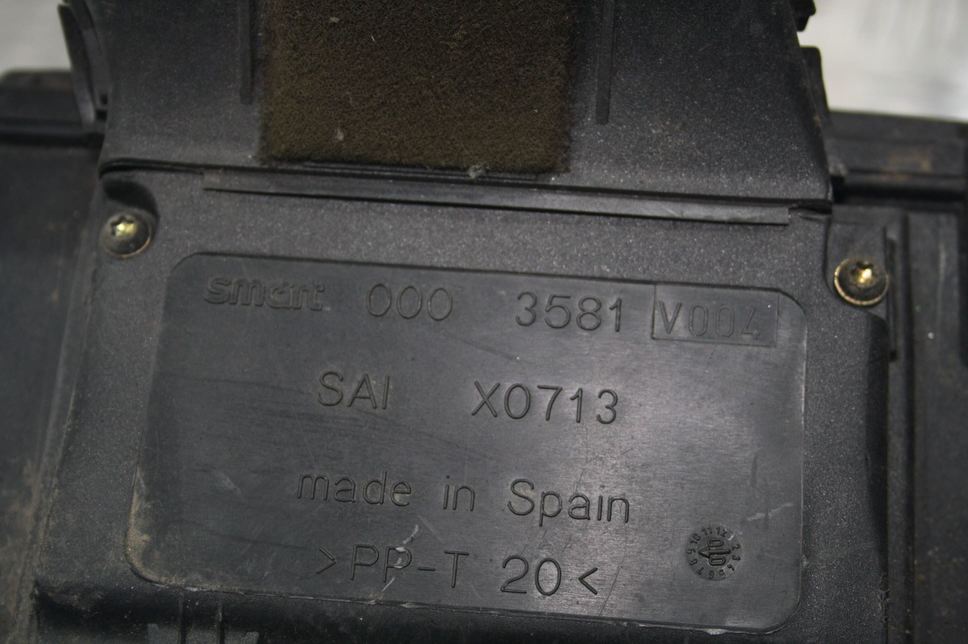 smart 000 3581 V004
SAI X0713
made in Spain
>PP-T 20<